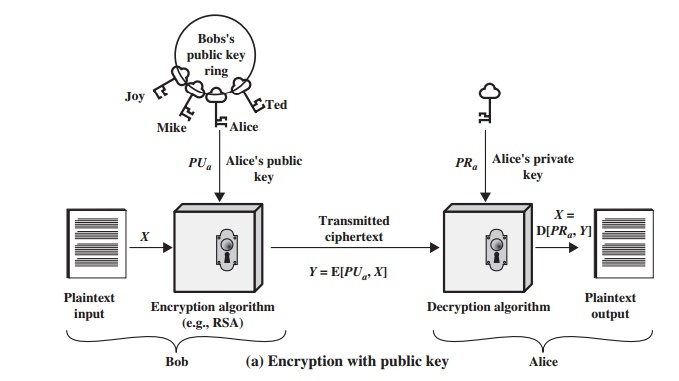 Bobs's
public key
ring
Joy
Ted
Mike
Alice
PUa
Alice's public
key
PRa
Alice's private
key
X
Transmitted
ciphertext
X =
D[PRa, Y]
Y = E[PUa, X]
Plaintext
input
Encryption algorithm
(e.g., RSA)
Decryption algorithm
Plaintext
output
Bob
(a) Encryption with public key
Alice